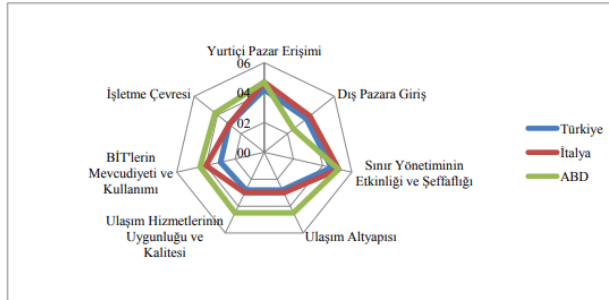 Yurtiçi Pazar Erişimi
06
04
02
00
Dış Pazara Giriş
Sınır Yönetiminin
Etkinliği ve Şeffaflığı
Ulaşım Altyapısı
Ulaşım Hizmetlerinin
Uygunluğu ve
Kalitesi
BİT'lerin
Mevcudiyeti ve
Kullanımı
İşletme Çevresi
Türkiye
İtalya
ABD